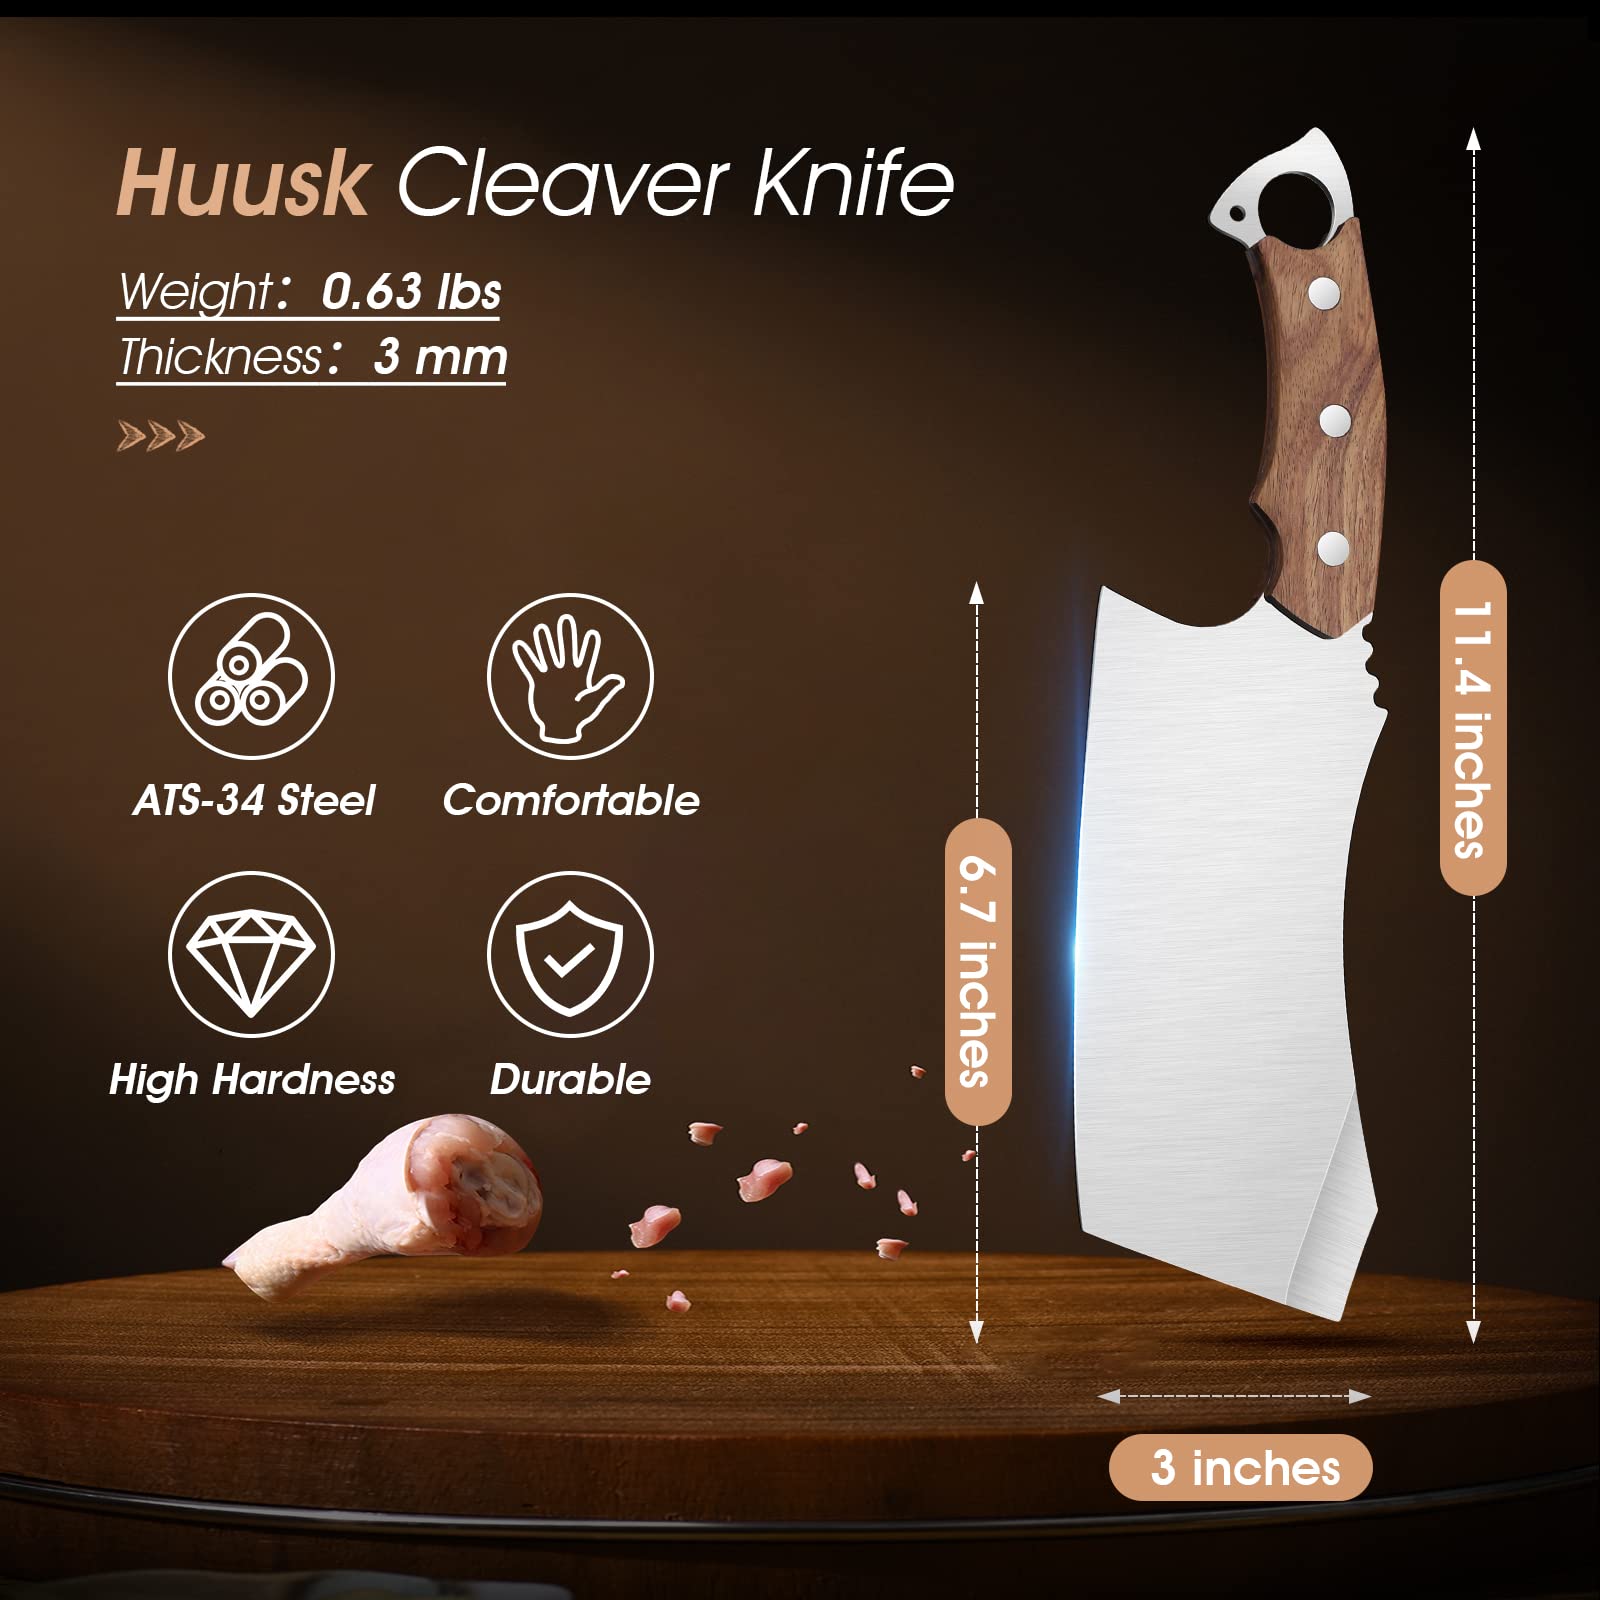 Huusk Cleaver Knife
Weight: 0.63 lbs
Thickness: 3 mm
ATS-34 Steel
Comfortable
High Hardness
Durable
6.7 inches
11.4 inches
3 inches